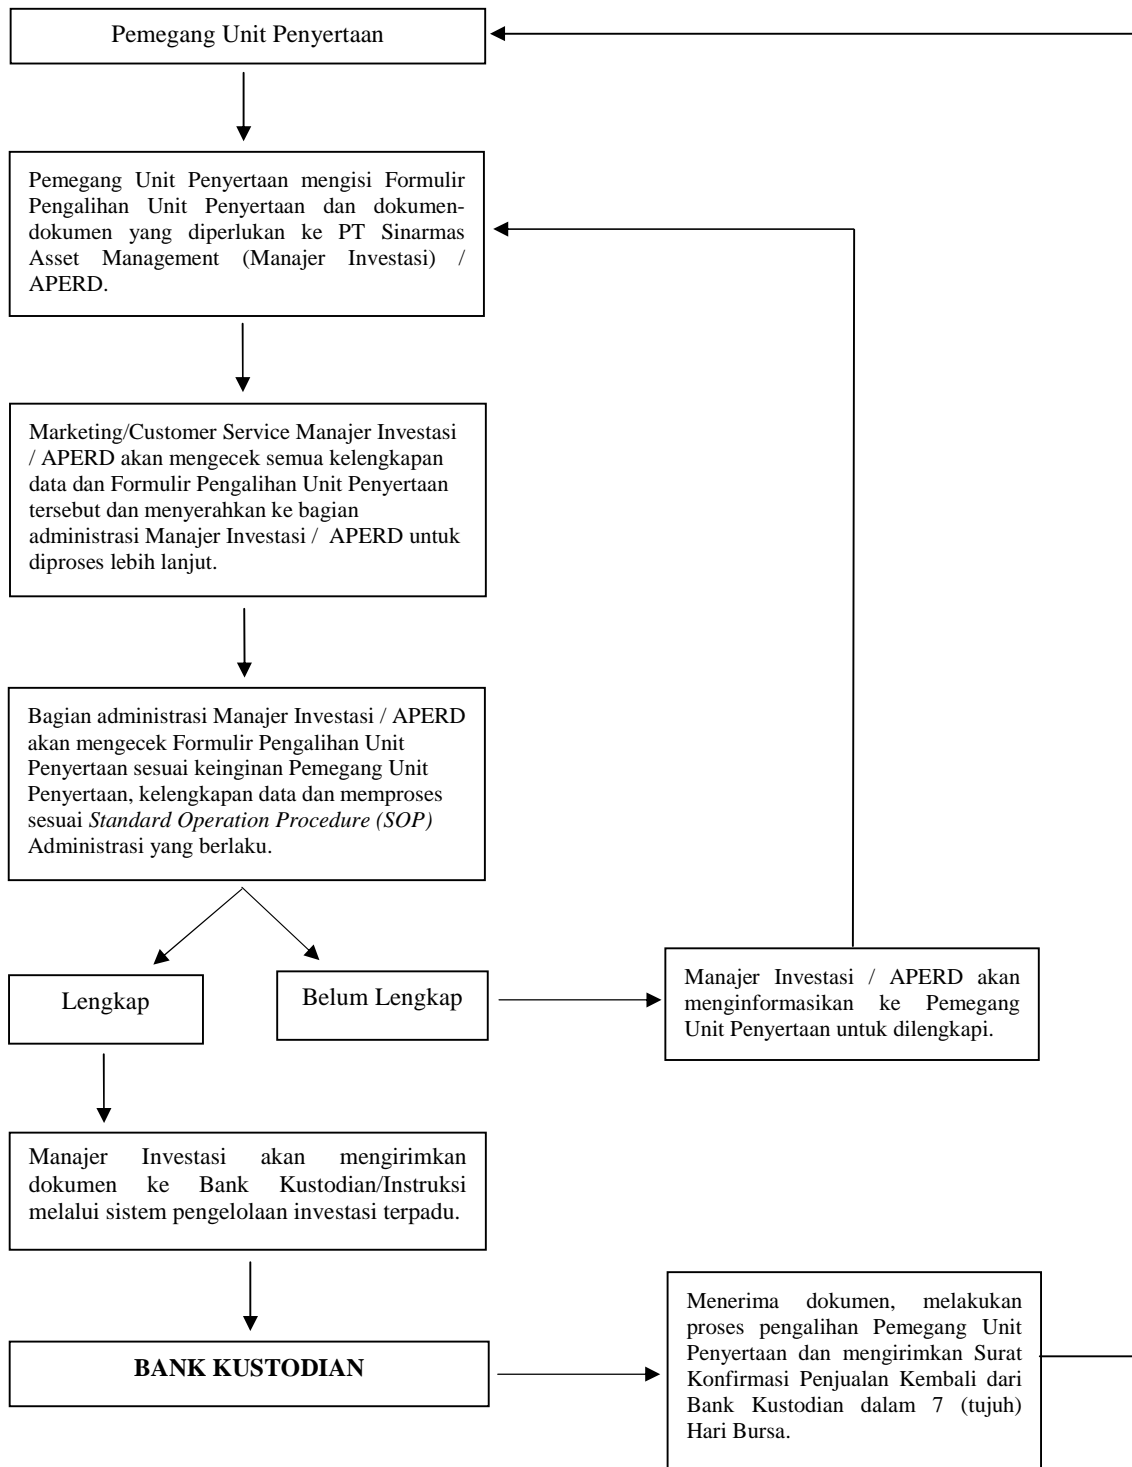 Pemegang Unit Penyertaan
Pemegang Unit Penyertaan mengisi Formulir
Pengalihan Unit Penyertaan dan dokumen-
dokumen yang diperlukan ke PT Sinarmas
Asset Management (Manajer Investasi) /
APERD.
Marketing/Customer Service Manajer Investasi
/ APERD akan mengecek semua kelengkapan
data dan Formulir Pengalihan Unit Penyertaan
tersebut dan menyerahkan ke bagian
administrasi Manajer Investasi / APERD untuk
diproses lebih lanjut.
Bagian administrasi Manajer Investasi / APERD
akan mengecek Formulir Pengalihan Unit
Penyertaan sesuai keinginan Pemegang Unit
Penyertaan, kelengkapan data dan memproses
sesuai Standard Operation Procedure (SOP)
Administrasi yang berlaku.
Lengkap
Belum Lengkap
Manajer Investasi / APERD akan
menginformasikan ke Pemegang
Unit Penyertaan untuk dilengkapi.
Manajer Investasi akan mengirimkan
dokumen ke Bank Kustodian/Instruksi
melalui sistem pengelolaan investasi terpadu.
BANK KUSTODIAN
Menerima dokumen, melakukan
proses pengalihan Pemegang Unit
Penyertaan dan mengirimkan Surat
Konfirmasi Penjualan Kembali dari
Bank Kustodian dalam 7 (tujuh)
Hari Bursa.